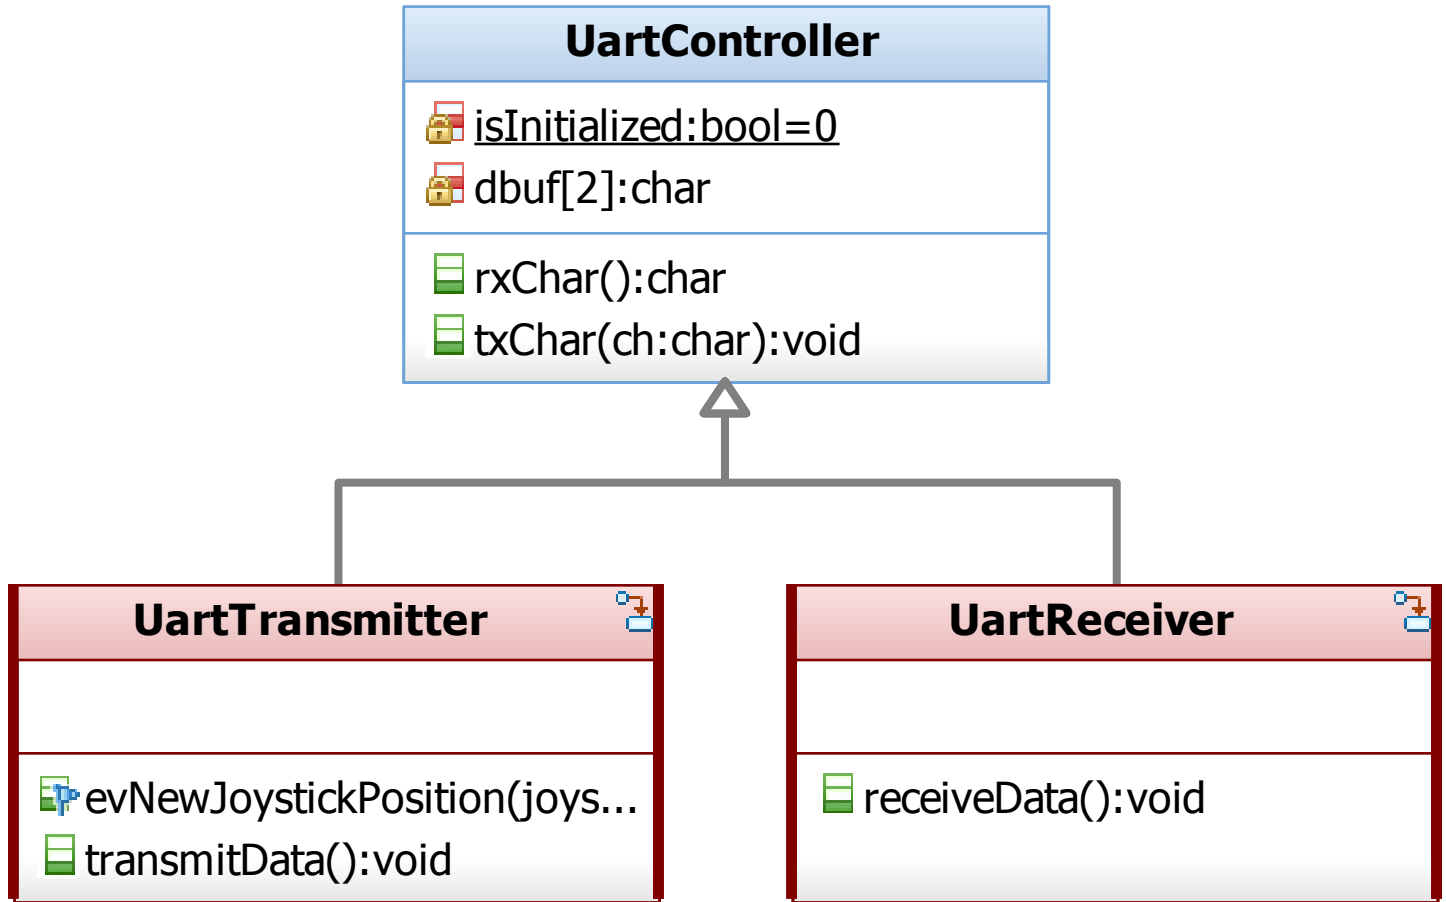 UartController
isInitialized:bool=0
dbuf[2]:char
rxChar():char
txChar(ch:char):void
UartTransmitter
evNewJoystickPosition(joys...
transmitData():void
UartReceiver
receiveData():void